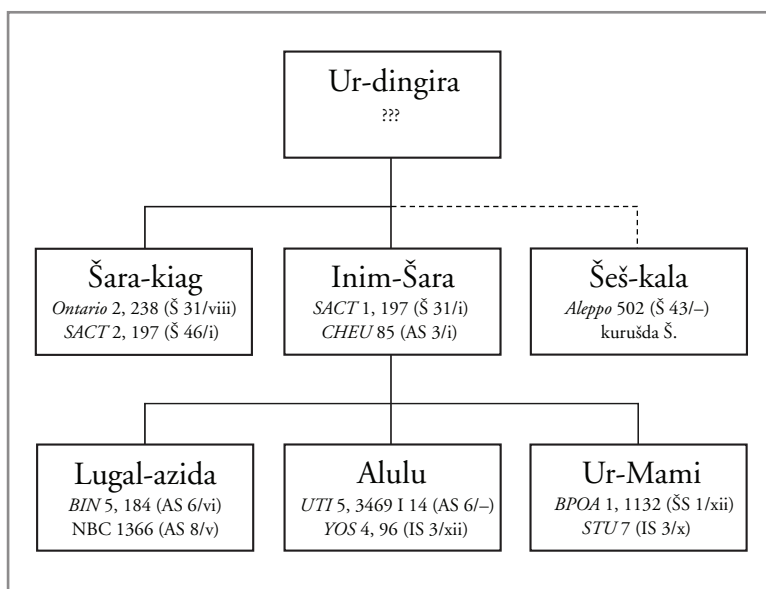 Ur-dingira
???
Šara-kiag
Ontario 2, 238 (Š 31/viii)
SACT 2, 197 (Š 46/i)
Inim-Šara
SACT 1, 197 (Š 31/i)
CHEU 85 (AS 3/i)
Šeš-kala
Aleppo 502 (Š 43/–)
kurušda Š.
Lugal-azida
BIN 5, 184 (AS 6/vi)
NBC 1366 (AS 8/v)
Alulu
UTI 5, 3469 I 14 (AS 6/–)
YOS 4, 96 (IS 3/xii)
Ur-Mami
BPOA 1, 1132 (ŠS 1/xii)
STU 7 (IS 3/x)